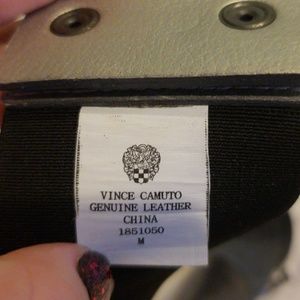 VINCE CAMUTO
GENUINE LEATHER
CHINA
1851050
M